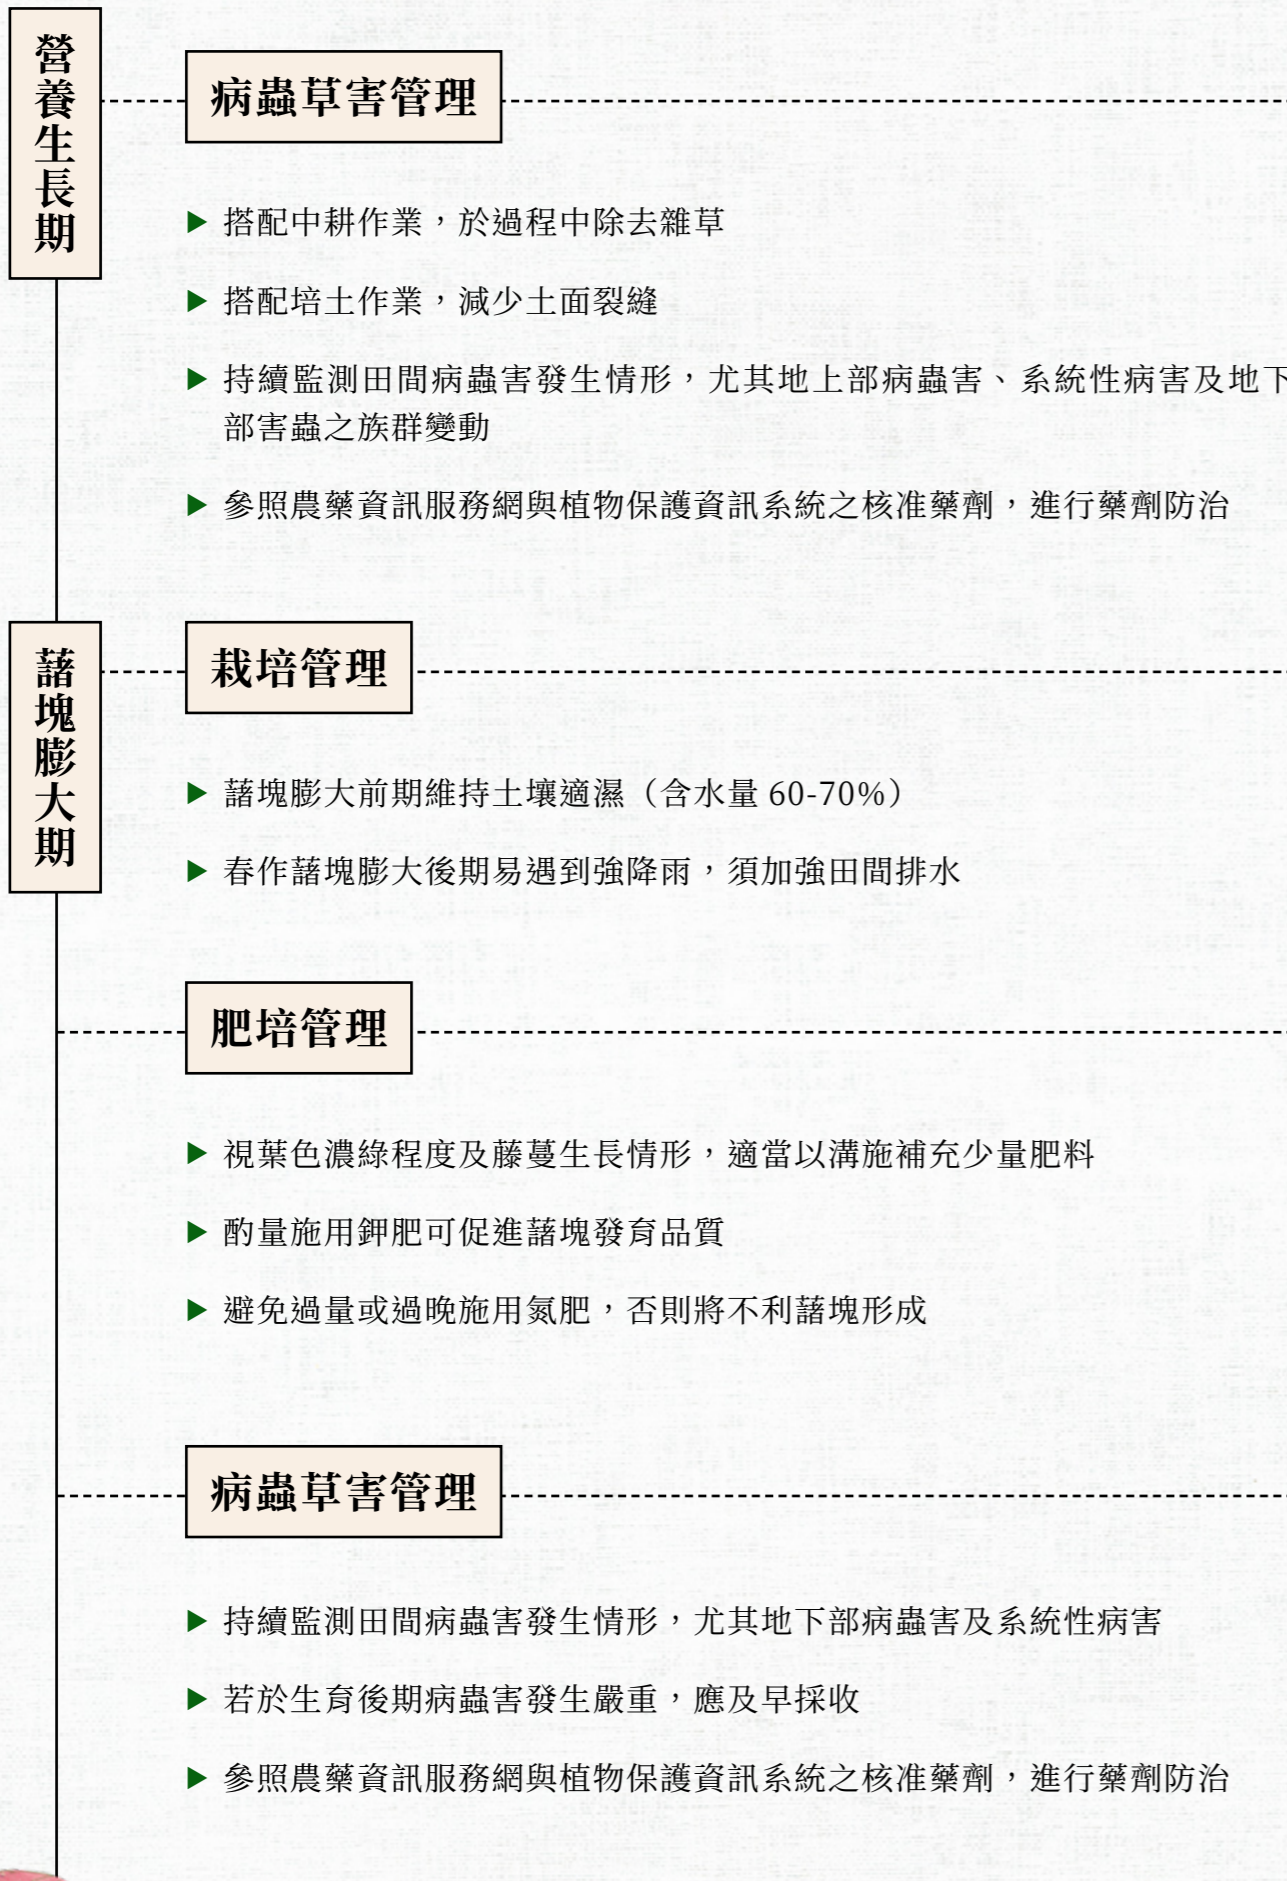 營養生長期
病蟲草害管理
搭配中耕作業，於過程中除去雜草
搭配培土作業，減少土面裂縫
持續監測田間病蟲害發生情形，尤其地上部病蟲害、系統性病害及地下
部害蟲之族群變動
參照農藥資訊服務網與植物保護資訊系統之核准藥劑，進行藥劑防治
藷塊膨大期
栽培管理
藷塊膨大前期維持土壤適濕（含水量 60-70%）
春作藷塊膨大後期易遇到強降雨，須加強田間排水
肥培管理
視葉色濃綠程度及藤蔓生長情形，適當以溝施補充少量肥料
酌量施用鉀肥可促進藷塊發育品質
避免過量或過晚施用氮肥，否則將不利藷塊形成
病蟲草害管理
持續監測田間病蟲害發生情形，尤其地下部病蟲害及系統性病害
若於生育後期病蟲害發生嚴重，應及早採收
參照農藥資訊服務網與植物保護資訊系統之核准藥劑，進行藥劑防治